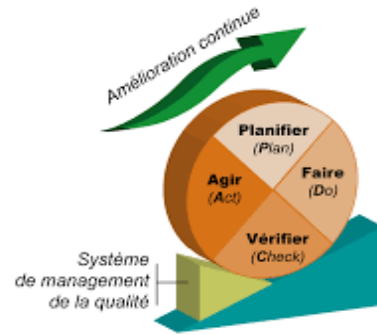 Amélioration continue
Planifier
(Plan)
Faire
(Do)
Agir
(Act)
Vérifier
(Check)
Système
de management
de la qualité